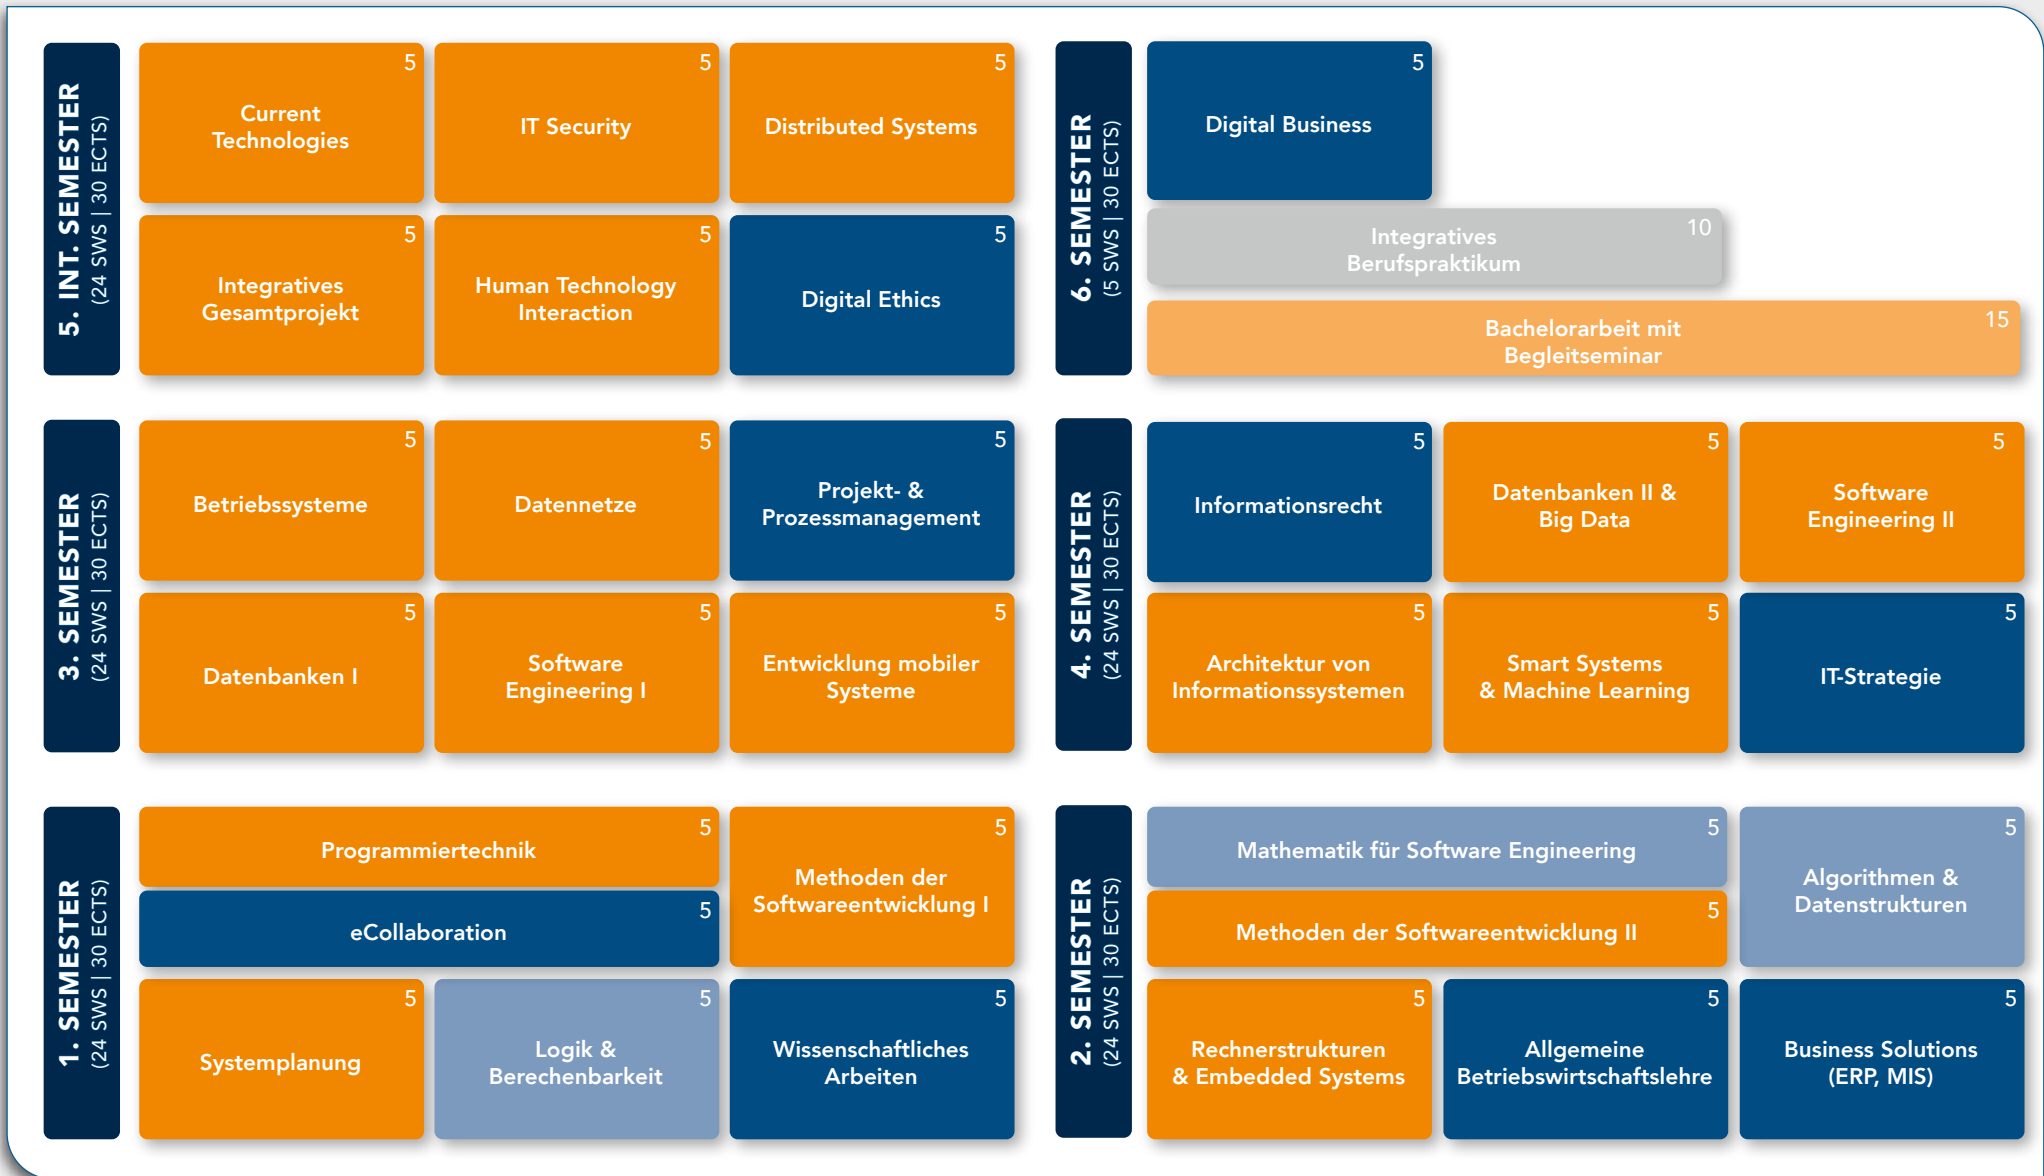 5. INT. SEMESTER
(24 SWS | 30 ECTS)
5
Current
Technologies
5
IT Security
5
Distributed Systems
5
Integratives
Gesamtprojekt
5
Human Technology
Interaction
5
Digital Ethics
6. SEMESTER
(5 SWS | 30 ECTS)
5
Digital Business
10
Integratives
Berufspraktikum
15
Bachelorarbeit mit
Begleitseminar
3. SEMESTER
(24 SWS | 30 ECTS)
5
Betriebssysteme
5
Datennetze
5
Projekt- &
Prozessmanagement
5
Datenbanken I
5
Software
Engineering I
5
Entwicklung mobiler
Systeme
4. SEMESTER
(24 SWS | 30 ECTS)
5
Informationsrecht
5
Datenbanken II &
Big Data
5
Software
Engineering II
5
Architektur von
Informationssystemen
5
Smart Systems
& Machine Learning
5
IT-Strategie
1. SEMESTER
(24 SWS | 30 ECTS)
5
Programmiertechnik
5
eCollaboration
5
Methoden der
Softwareentwicklung I
5
Systemplanung
5
Logik &
Berechenbarkeit
5
Wissenschaftliches
Arbeiten
2. SEMESTER
(24 SWS | 30 ECTS)
5
Mathematik für Software Engineering
5
Methoden der Softwareentwicklung II
5
Algorithmen &
Datenstrukturen
5
Rechnerstrukturen
& Embedded Systems
5
Allgemeine
Betriebswirtschaftslehre
5
Business Solutions
(ERP, MIS)